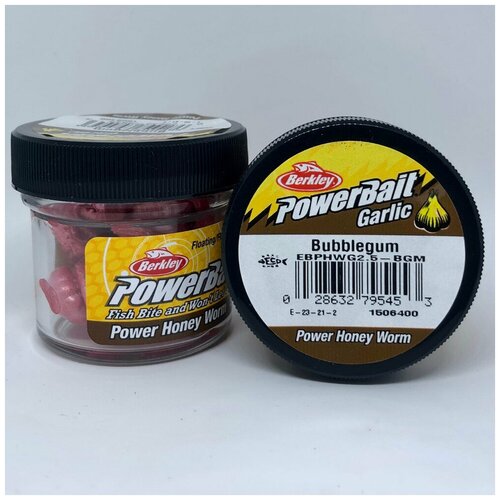 Floating
Berkley
PowerBait
Fish Bite and Won't
Power Honey Worm
Berkley
PowerBait
Garlic
Bubblegum
EBPHWG2.5-BGM
0 28632 79545 3
E-23-21-2 1506400
Power Honey Worm